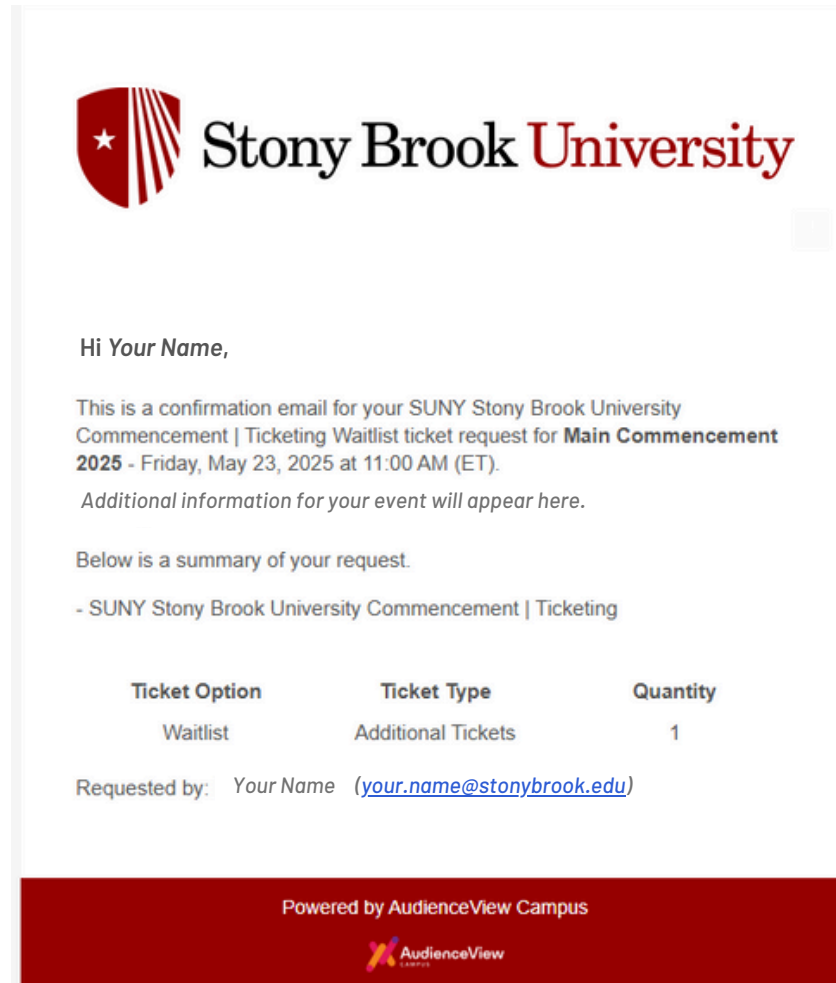 Stony Brook University
Hi Your Name,
This is a confirmation email for your SUNY Stony Brook University
Commencement | Ticketing Waitlist ticket request for Main Commencement
2025 - Friday, May 23, 2025 at 11:00 AM (ET).
Additional information for your event will appear here.
Below is a summary of your request.
- SUNY Stony Brook University Commencement | Ticketing
Ticket Option Ticket Type Quantity
Waitlist Additional Tickets 1
Requested by: Your Name (your.name@stonybrook.edu)
Powered by AudienceView Campus
AudienceView
CAMPUS